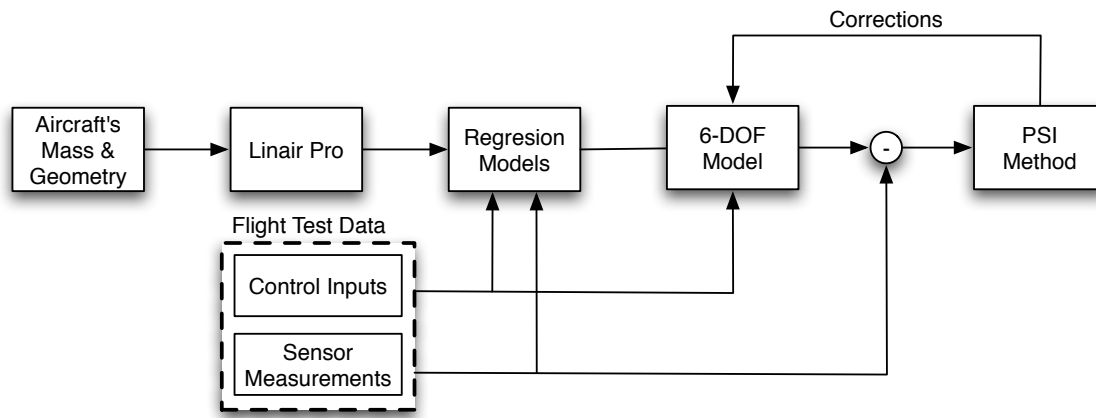 Corrections
Aircraft's
Mass &
Geometry
Linair Pro
Regresion
Models
6-DOF
Model
-
PSI
Method
Flight Test Data
Control Inputs
Sensor
Measurements